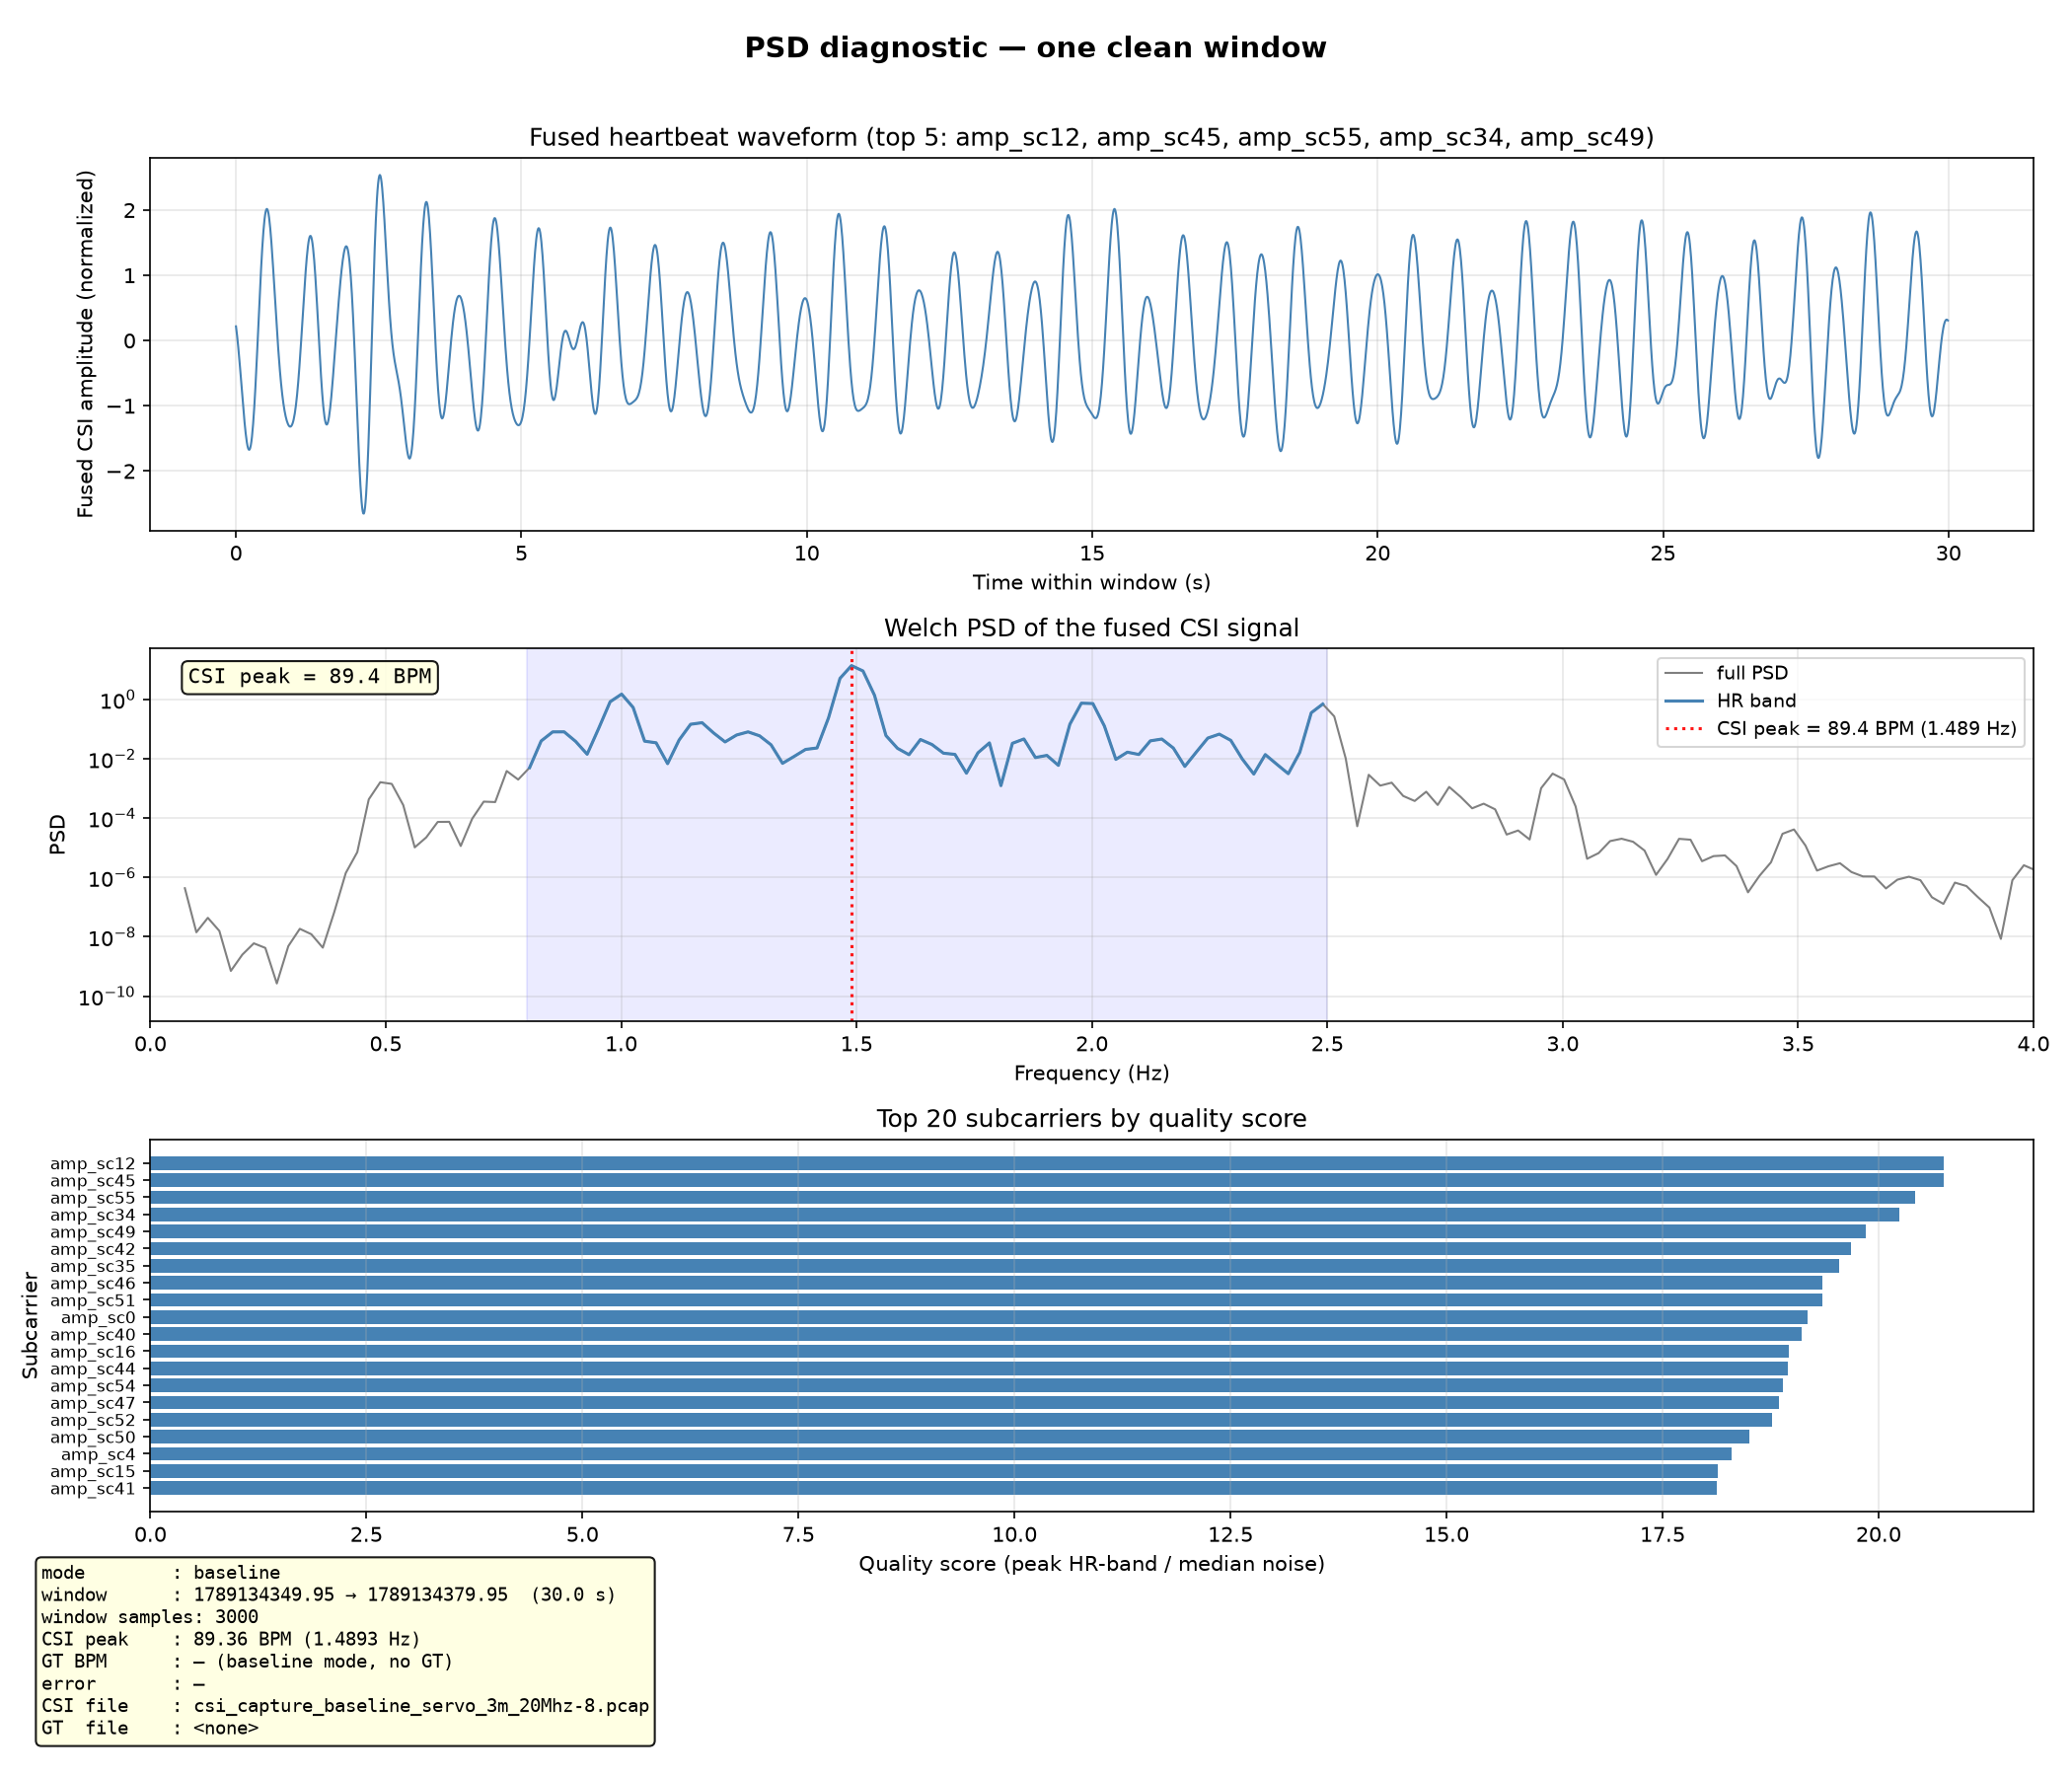 PSD diagnostic — one clean window
Fused heartbeat waveform (top 5: amp_sc12, amp_sc45, amp_sc55, amp_sc34, amp_sc49)
Fused CSI amplitude (normalized)
2
1
0
−1
−2
0 5 10 15 20 25 30
Time within window (s)
Welch PSD of the fused CSI signal
CSI peak = 89.4 BPM
full PSD
HR band
CSI peak = 89.4 BPM (1.489 Hz)
PSD
10⁰
10⁻²
10⁻⁴
10⁻⁶
10⁻⁸
10⁻¹⁰
0.0 0.5 1.0 1.5 2.0 2.5 3.0 3.5 4.0
Frequency (Hz)
Top 20 subcarriers by quality score
Subcarrier
amp_sc12
amp_sc45
amp_sc55
amp_sc34
amp_sc49
amp_sc42
amp_sc35
amp_sc46
amp_sc51
amp_sc0
amp_sc40
amp_sc16
amp_sc44
amp_sc54
amp_sc47
amp_sc52
amp_sc50
amp_sc4
amp_sc15
amp_sc41
0.0 2.5 5.0 7.5 10.0 12.5 15.0 17.5 20.0
Quality score (peak HR-band / median noise)
mode : baseline
window : 1789134349.95 → 1789134379.95 (30.0 s)
window samples: 3000
CSI peak : 89.36 BPM (1.4893 Hz)
GT BPM : — (baseline mode, no GT)
error : —
CSI file : csi_capture_baseline_servo_3m_20Mhz-8.pcap
GT file : <none>